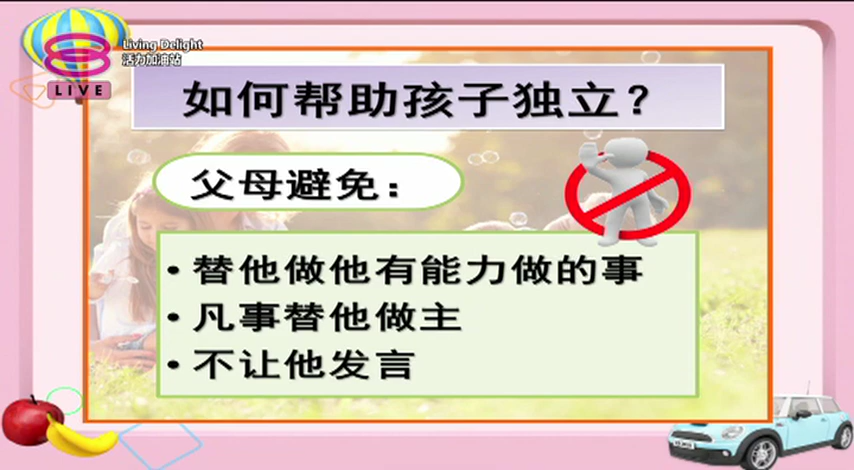 Living Delight
活力加油站
LIVE
如何帮助孩子独立？
父母避免：
• 替他做他有能力做的事
• 凡事替他做主
• 不让他发言